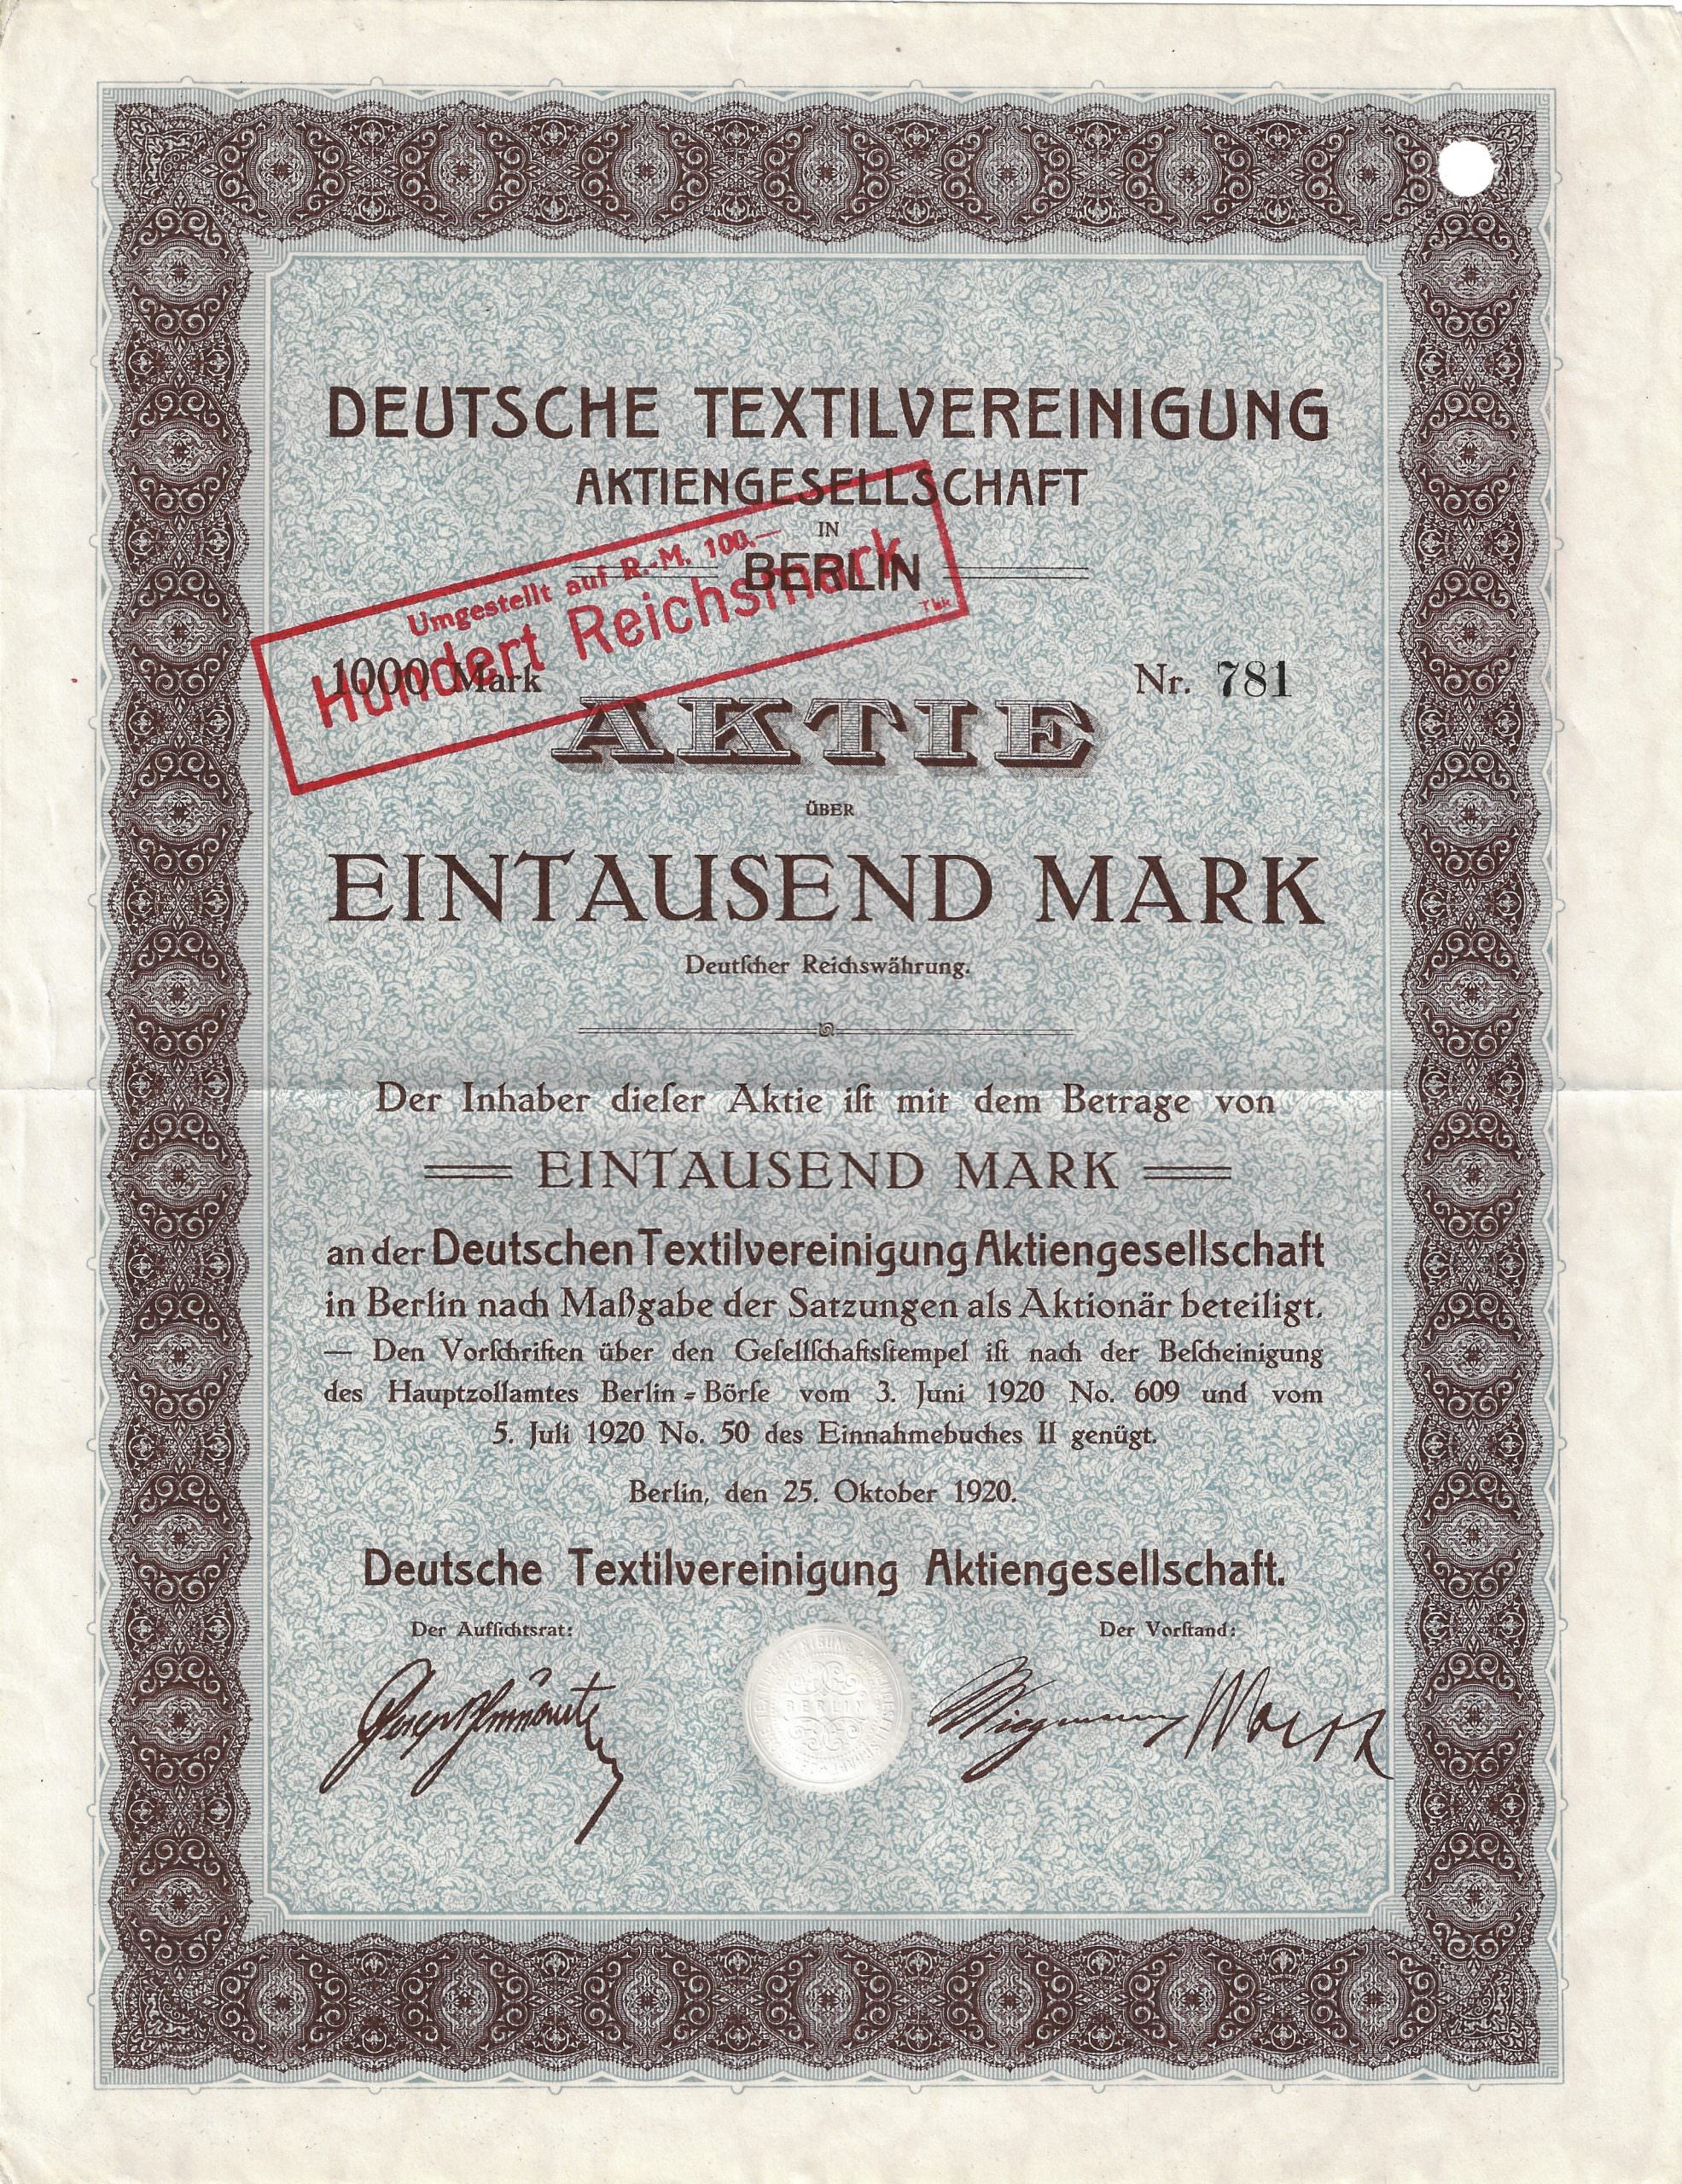 DEUTSCHE TEXTILVEREINIGUNG
AKTIENGESELLSCHAFT
IN
BERLIN
Umgestellt auf R.-M. 100.—
Hundert Reichsmark
1000 Mark
Nr. 781
AKTIE
ÜBER
EINTAUSEND MARK
Deutſcher Reichswährung.
Der Inhaber dieſer Aktie iſt mit dem Betrage von
EINTAUSEND MARK
an der Deutschen Textilvereinigung Aktiengesellschaft
in Berlin nach Maßgabe der Satzungen als Aktionär beteiligt.
— Den Vorſchriften über den Geſellſchaftsſtempel iſt nach der Beſcheinigung
des Hauptzollamtes Berlin-Börſe vom 3. Juni 1920 No. 609 und vom
5. Juli 1920 No. 50 des Einnahmebuches II genügt.
Berlin, den 25. Oktober 1920.
Deutsche Textilvereinigung Aktiengesellschaft.
Der Aufſichtsrat:
Der Vorſtand:
BERLIN